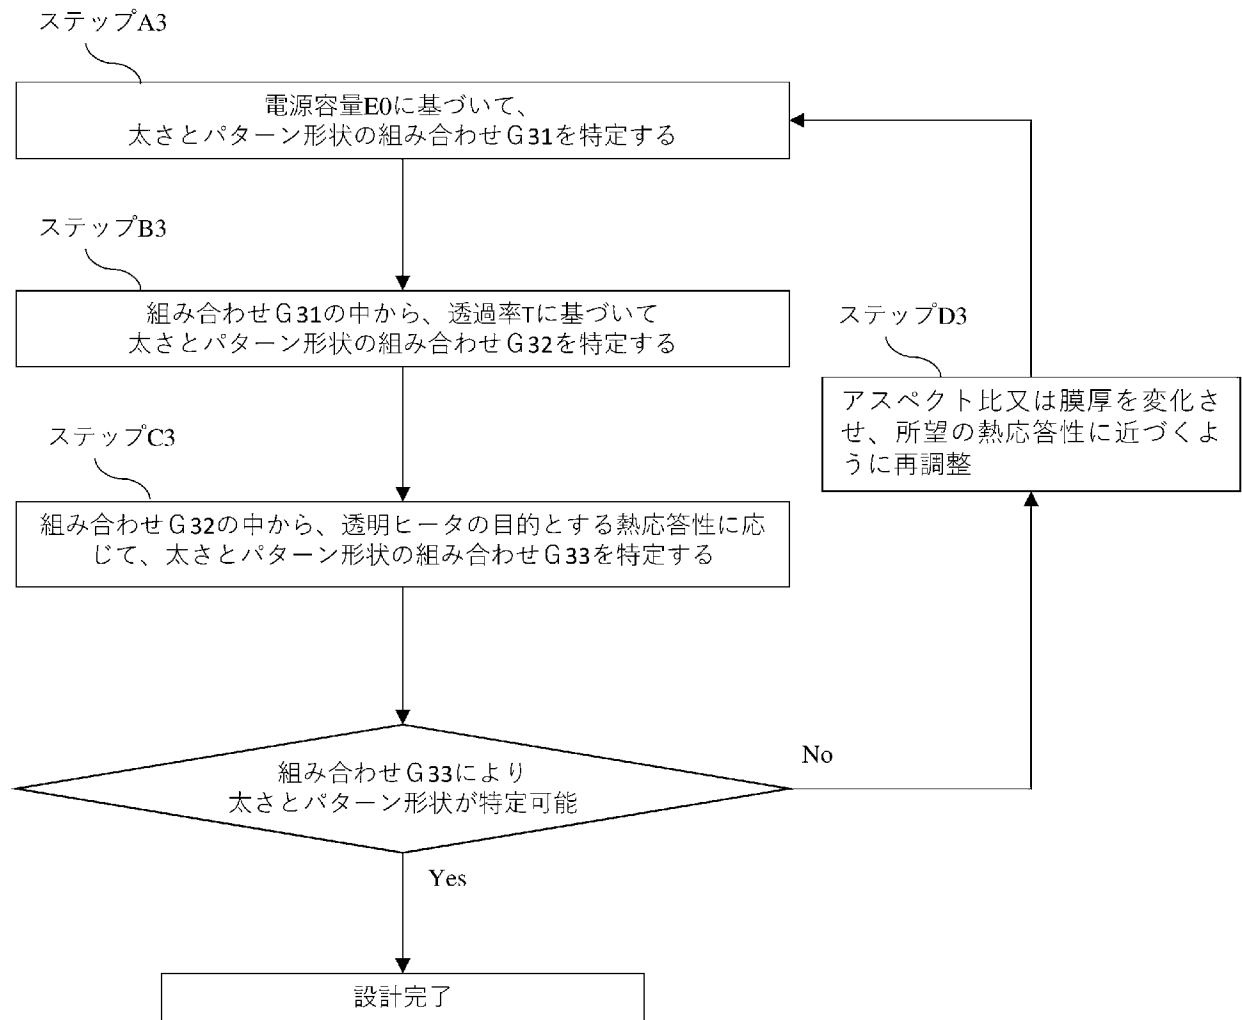 ステップA3
電源容量E0に基づいて、
太さとパターン形状の組み合わせG31を特定する
ステップB3
組み合わせG31の中から、透過率Tに基づいて
太さとパターン形状の組み合わせG32を特定する
ステップC3
組み合わせG32の中から、透明ヒータの目的とする熱応答性に応
じて、太さとパターン形状の組み合わせG33を特定する
ステップD3
アスペクト比又は膜厚を変化さ
せ、所望の熱応答性に近づくよ
うに再調整
組み合わせG33により
太さとパターン形状が特定可能
No
Yes
設計完了